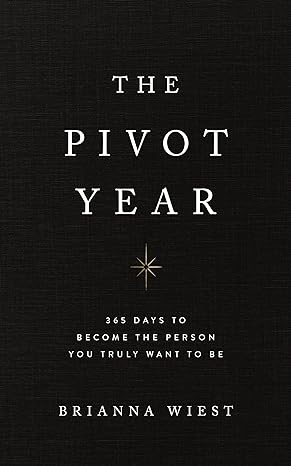 THE
PIVOT
YEAR
365 DAYS TO
BECOME THE PERSON
YOU TRULY WANT TO BE
BRIANNA WIEST